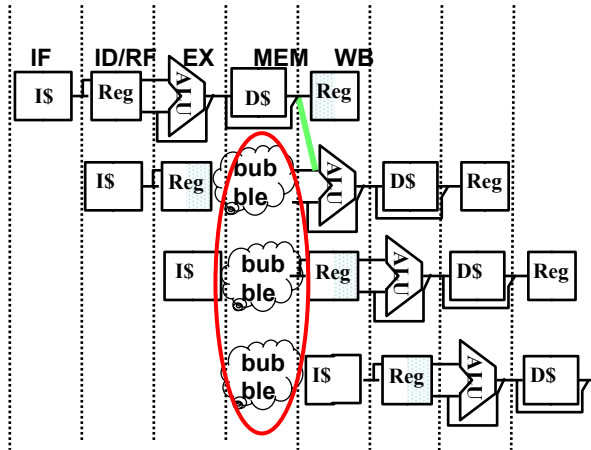 IF ID/RF EX MEM WB
I$ Reg ALU D$ Reg
I$ Reg bub ble ALU D$ Reg
I$ bub ble Reg ALU D$ Reg
bub ble I$ Reg ALU D$